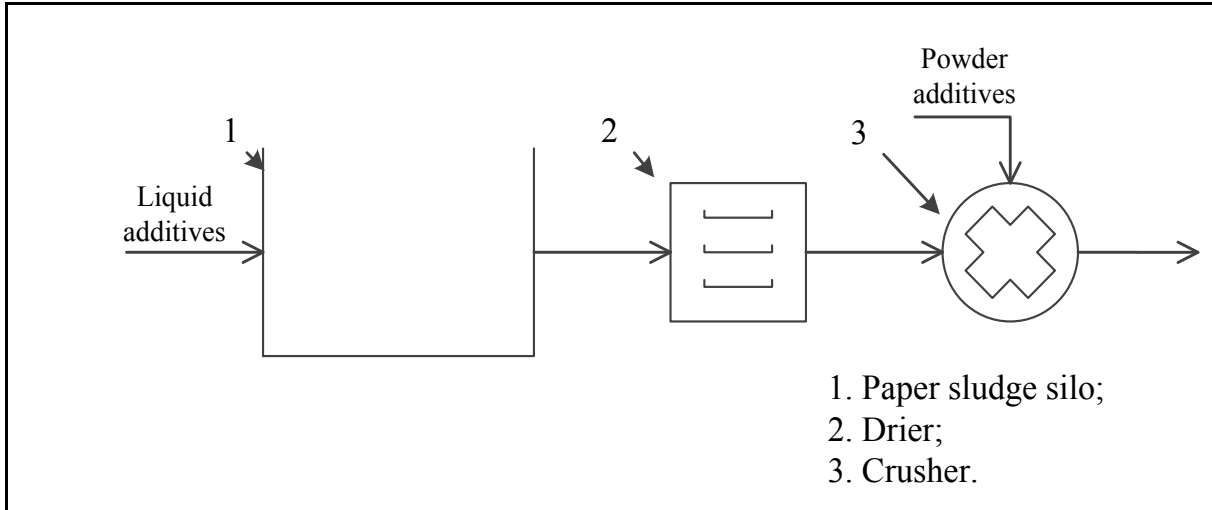 Powder
additives
1
2
3
Liquid
additives
1. Paper sludge silo;
2. Drier;
3. Crusher.